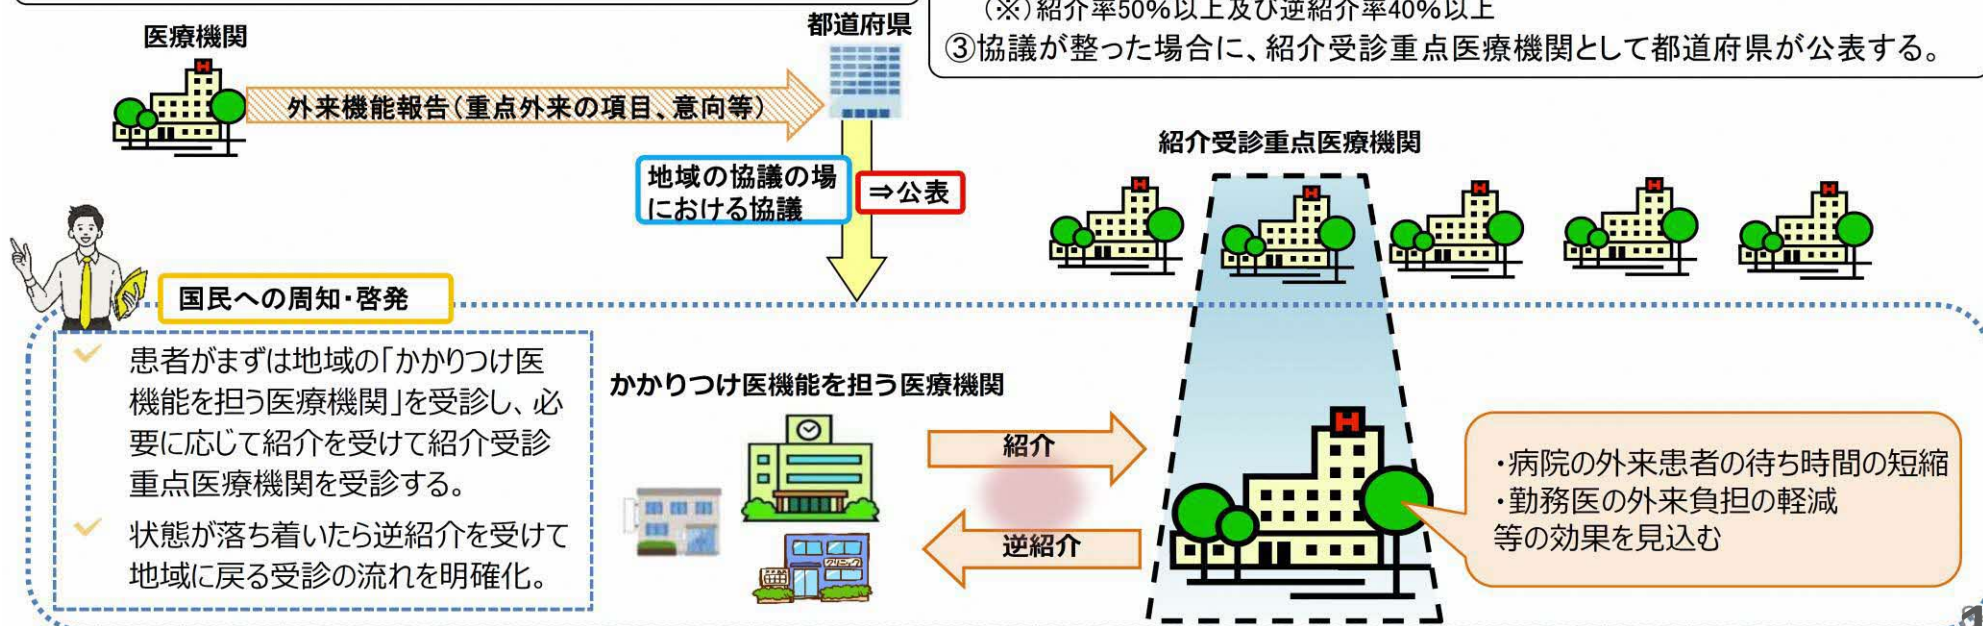 (※)紹介率50%以上及び逆紹介率40%以上
③協議が整った場合に、紹介受診重点医療機関として都道府県が公表する。
医療機関
都道府県
外来機能報告(重点外来の項目、意向等)
地域の協議の場
における協議
⇒公表
紹介受診重点医療機関
H
H
H
H
H
H
国民への周知・啓発
✓ 患者がまずは地域の「かかりつけ医
機能を担う医療機関」を受診し、必
要に応じて紹介を受けて紹介受診
重点医療機関を受診する。
✓ 状態が落ち着いたら逆紹介を受けて
地域に戻る受診の流れを明確化。
かかりつけ医機能を担う医療機関
クリニック
紹介
逆紹介
H
・病院の外来患者の待ち時間の短縮
・勤務医の外来負担の軽減
等の効果を見込む